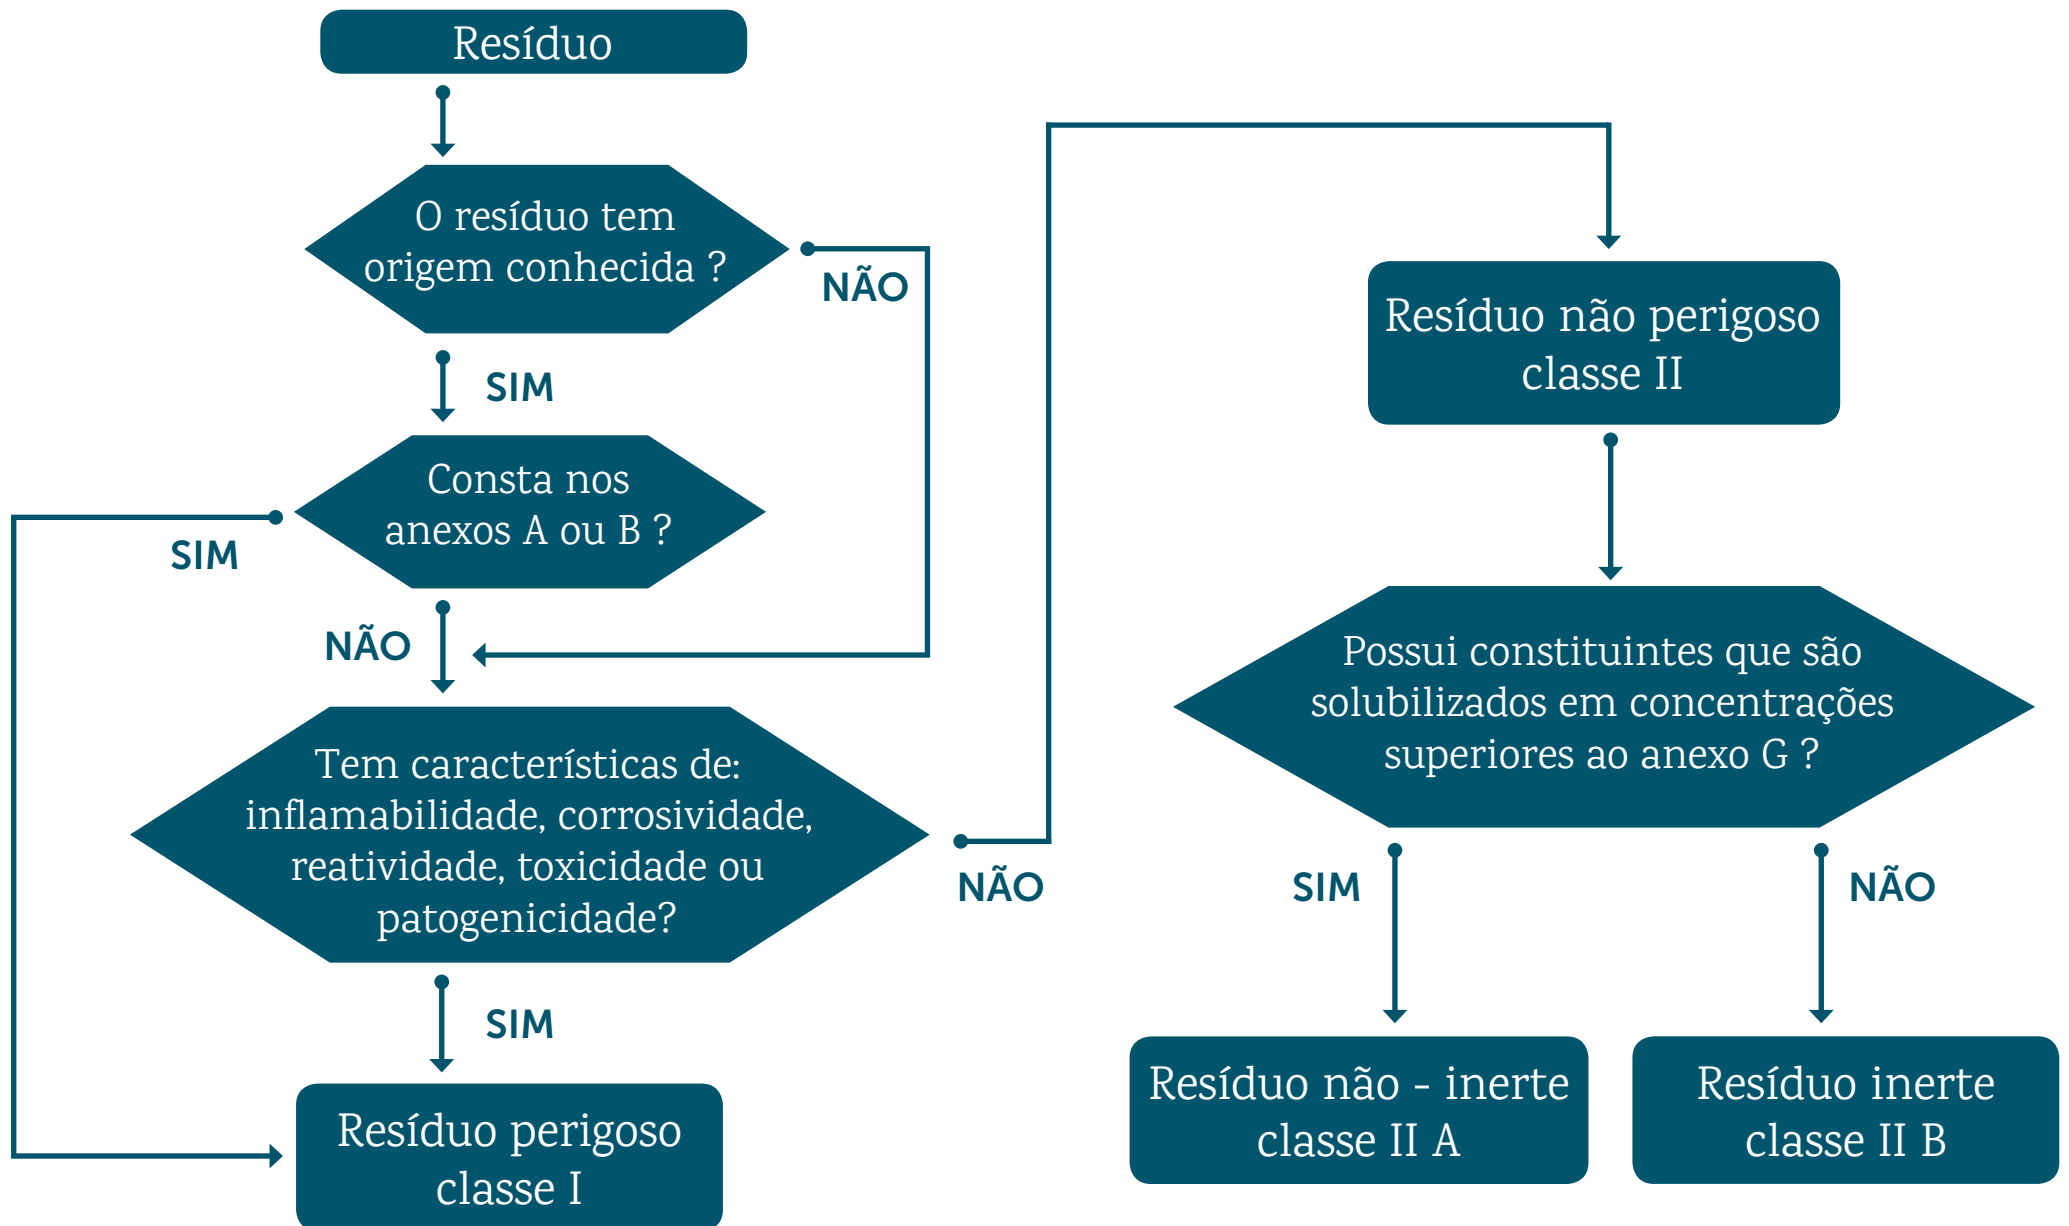 Resíduo
O resíduo tem
origem conhecida ?
NÃO
SIM
Consta nos
anexos A ou B ?
SIM
NÃO
Tem características de:
inflamabilidade, corrosividade,
reatividade, toxicidade ou
patogenicidade?
NÃO
SIM
Resíduo perigoso
classe I
Resíduo não perigoso
classe II
Possui constituintes que são
solubilizados em concentrações
superiores ao anexo G ?
SIM
NÃO
Resíduo não - inerte
classe II A
Resíduo inerte
classe II B